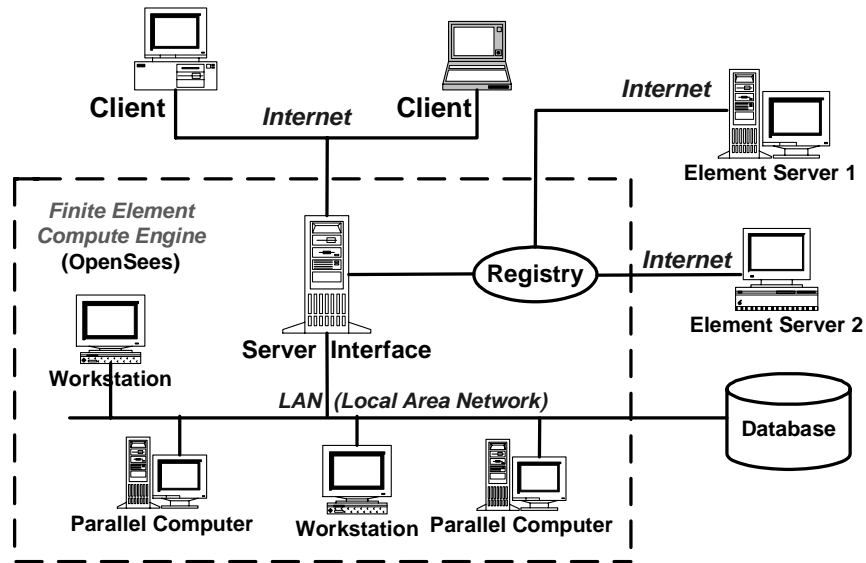 Client
Internet
Client
Internet
Element Server 1
Finite Element
Compute Engine
(OpenSees)
Registry
Internet
Element Server 2
Server Interface
Workstation
LAN (Local Area Network)
Database
Parallel Computer
Workstation
Parallel Computer